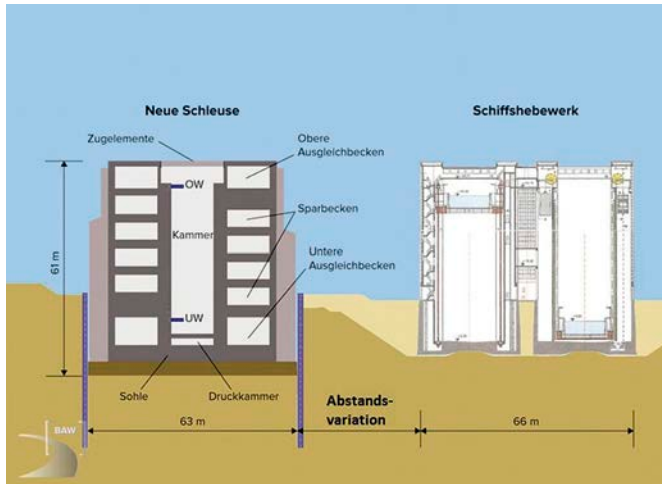 Neue Schleuse
Schiffshebewerk
Zugelemente
Obere
Ausgleichbecken
OW
Sparbecken
Kammer
61 m
Untere
Ausgleichbecken
UW
Sohle
Druckkammer
Abstands-
variation
63 m
66 m
BAW